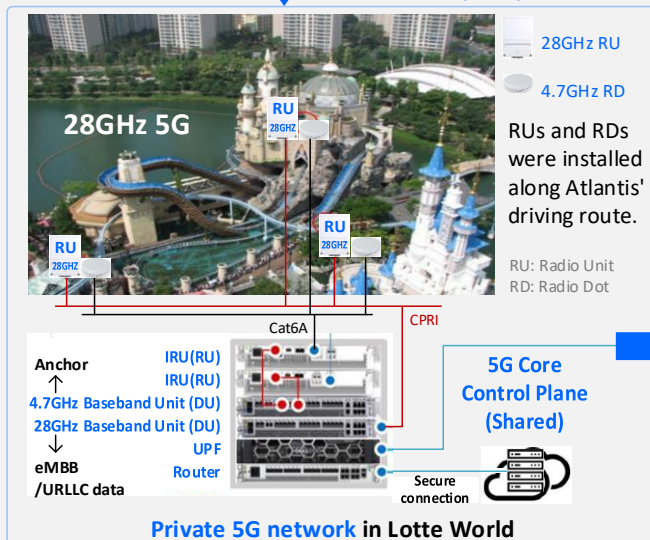 28GHz RU
4.7GHz RD
28GHz 5G
RU
28GHZ
RU
28GHZ
RU
28GHZ
RUs and RDs
were installed
along Atlantis'
driving route.
RU: Radio Unit
RD: Radio Dot
CPRI
Cat6A
Anchor
IRU(RU)
IRU(RU)
4.7GHz Baseband Unit (DU)
28GHz Baseband Unit (DU)
UPF
Router
eMBB
/URLLC data
5G Core
Control Plane
(Shared)
Secure
connection
Private 5G network in Lotte World